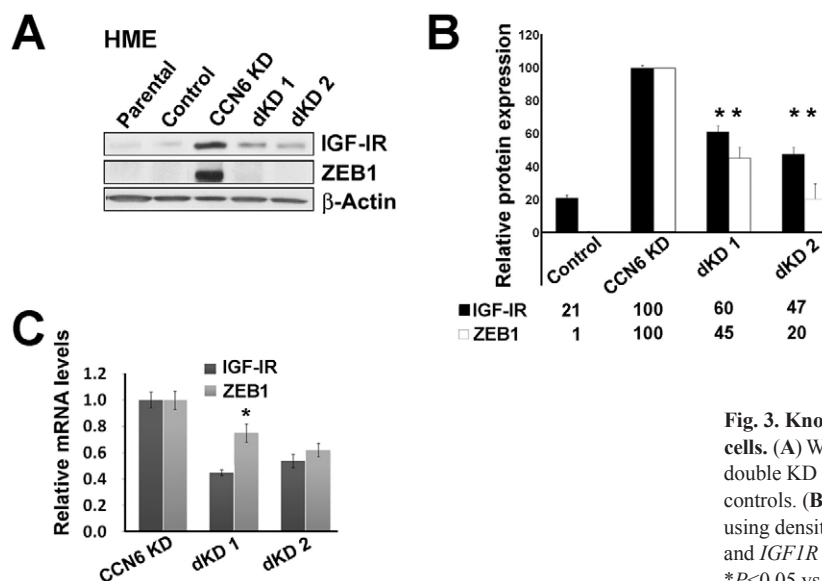 A
HME
Parental
Control
CCN6 KD
dKD 1
dKD 2
IGF-IR
ZEB1
β-Actin
B
Relative protein expression
120
100
80
60
40
20
0
* *
* *
Control
CCN6 KD
dKD 1
dKD 2
IGF-IR 21 100 60 47
ZEB1 1 100 45 20
C
Relative mRNA levels
1.2
1.0
0.8
0.6
0.4
0.2
0.0
IGF-IR
ZEB1
*
CCN6 KD
dKD 1
dKD 2
Fig. 3. Kno
cells. (A) W
double KD
controls. (B
using densit
and IGF1R
*P<0.05 vs